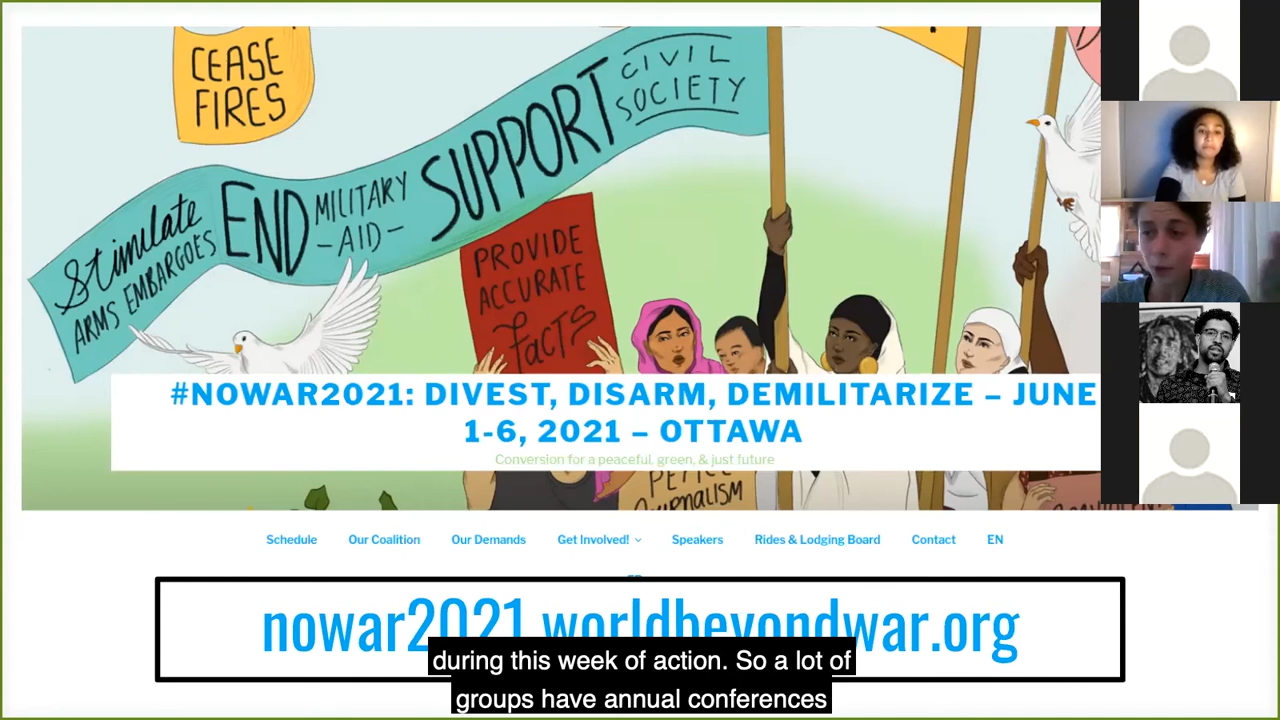 CEASE
FIRES
Stimulate
ARMS EMBARGOES
END
MILITARY
-AID-
SUPPORT
CIVIL
SOCIETY
PROVIDE
ACCURATE
FacTS
#NOWAR2021: DIVEST, DISARM, DEMILITARIZE – JUNE
1-6, 2021 – OTTAWA
Conversion for a peaceful, green, & just future
PEACE
JOURNALISM
Schedule Our Coalition Our Demands Get Involved! Speakers Rides & Lodging Board Contact EN
nowar2021.worldbeyondwar.org
during this week of action. So a lot of
groups have annual conferences